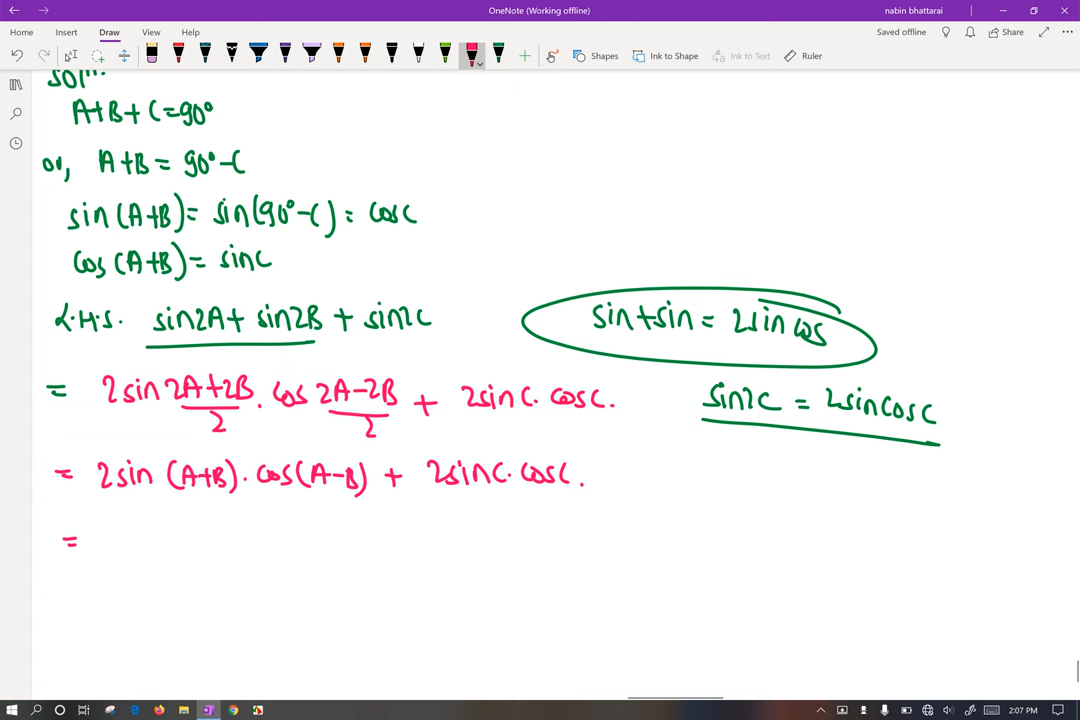 OneNote (Working offline)
nabin bhattarai
Home Insert Draw View Help
Saved offline
Share
Shapes
Ink to Shape
Ink to Text
Ruler
Soln:
A+B+C=90°
or, A+B = 90°-C
sin(A+B)= sin(90°-C)= cosC
cos(A+B)= sinC
L.H.S. sin2A+ sin2B + sin2C
sin+sin = 2sin cos
= 2sin 2A+2B/2 . cos 2A-2B/2 + 2sinC. cosC.
sin2C = 2sinCosC
= 2sin (A+B). cos(A-B) + 2sinC. cosC.
=
2:07 PM